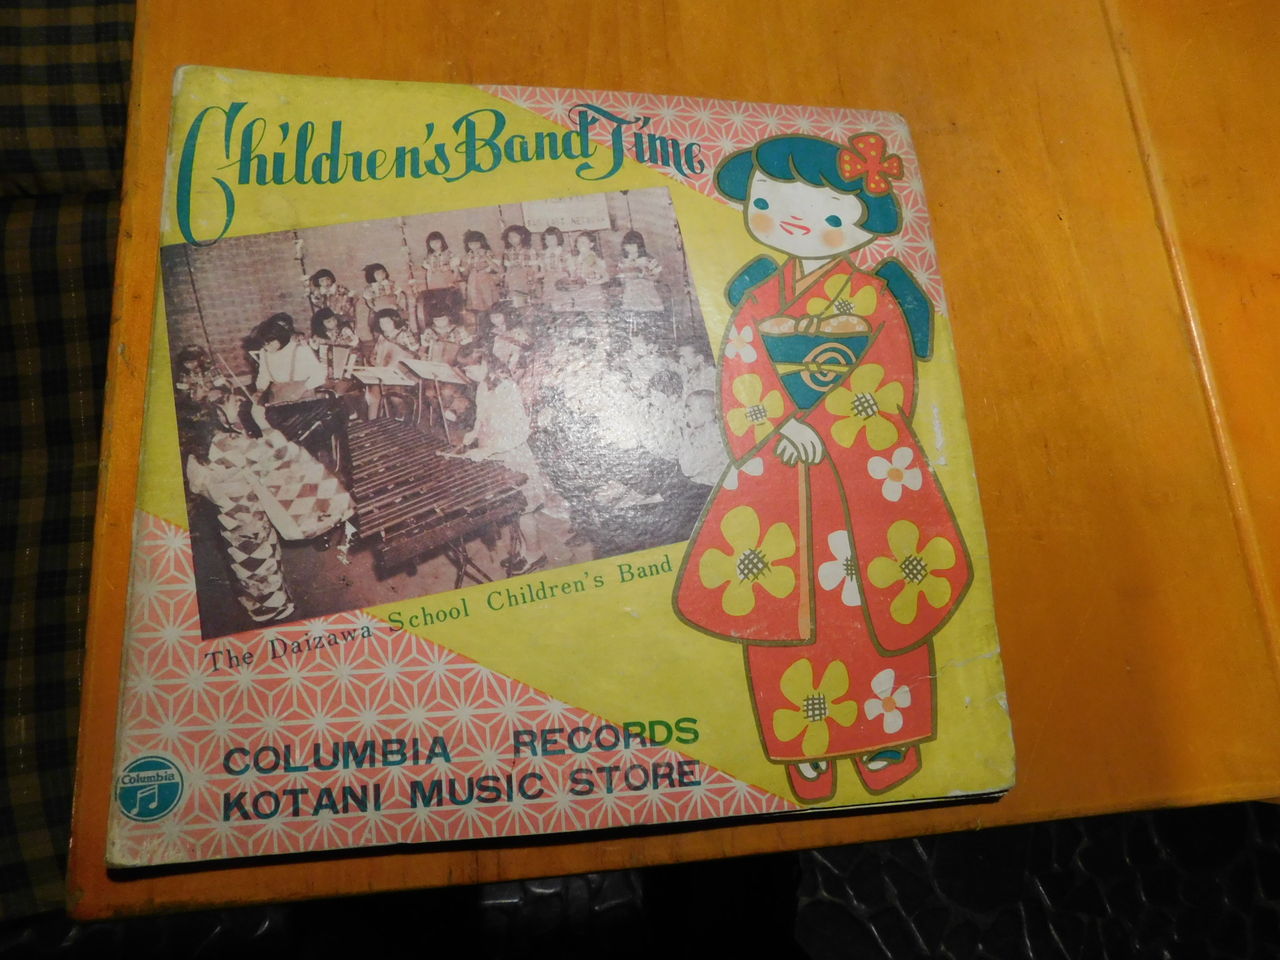 Children's Band Time
The Daizawa School Children's Band
COLUMBIA RECORDS
KOTANI MUSIC STORE
Columbia